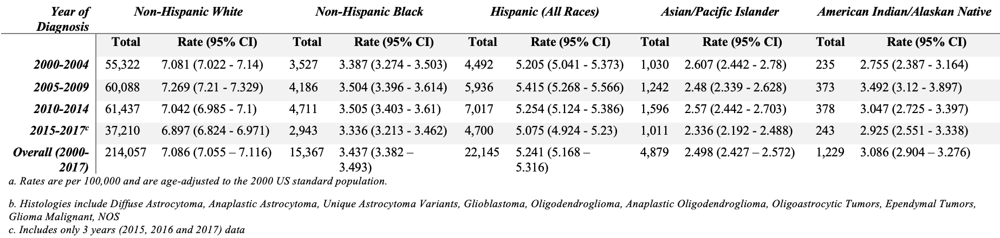 Year of Diagnosis Non-Hispanic White Non-Hispanic Black Hispanic (All Races) Asian/Pacific Islander American Indian/Alaskan Native
Total Rate (95% CI) Total Rate (95% CI) Total Rate (95% CI) Total Rate (95% CI) Total Rate (95% CI)
2000-2004 55,322 7.081 (7.022 - 7.14) 3,527 3.387 (3.274 - 3.503) 4,492 5.205 (5.041 - 5.373) 1,030 2.607 (2.442 - 2.78) 235 2.755 (2.387 - 3.164)
2005-2009 60,088 7.269 (7.21 - 7.329) 4,186 3.504 (3.396 - 3.614) 5,936 5.415 (5.268 - 5.566) 1,242 2.48 (2.339 - 2.628) 373 3.492 (3.12 - 3.897)
2010-2014 61,437 7.042 (6.985 - 7.1) 4,711 3.505 (3.403 - 3.61) 7,017 5.254 (5.124 - 5.386) 1,596 2.57 (2.442 - 2.703) 378 3.047 (2.725 - 3.397)
2015-2017c 37,210 6.897 (6.824 - 6.971) 2,943 3.336 (3.213 - 3.462) 4,700 5.075 (4.924 - 5.23) 1,011 2.336 (2.192 - 2.488) 243 2.925 (2.551 - 3.338)
Overall (2000-2017) 214,057 7.086 (7.055 – 7.116) 15,367 3.437 (3.382 – 3.493) 22,145 5.241 (5.168 – 5.316) 4,879 2.498 (2.427 – 2.572) 1,229 3.086 (2.904 – 3.276)
a. Rates are per 100,000 and are age-adjusted to the 2000 US standard population.
b. Histologies include Diffuse Astrocytoma, Anaplastic Astrocytoma, Unique Astrocytoma Variants, Glioblastoma, Oligodendroglioma, Anaplastic Oligodendroglioma, Oligoastrocytic Tumors, Ependymal Tumors,
Glioma Malignant, NOS
c. Includes only 3 years (2015, 2016 and 2017) data